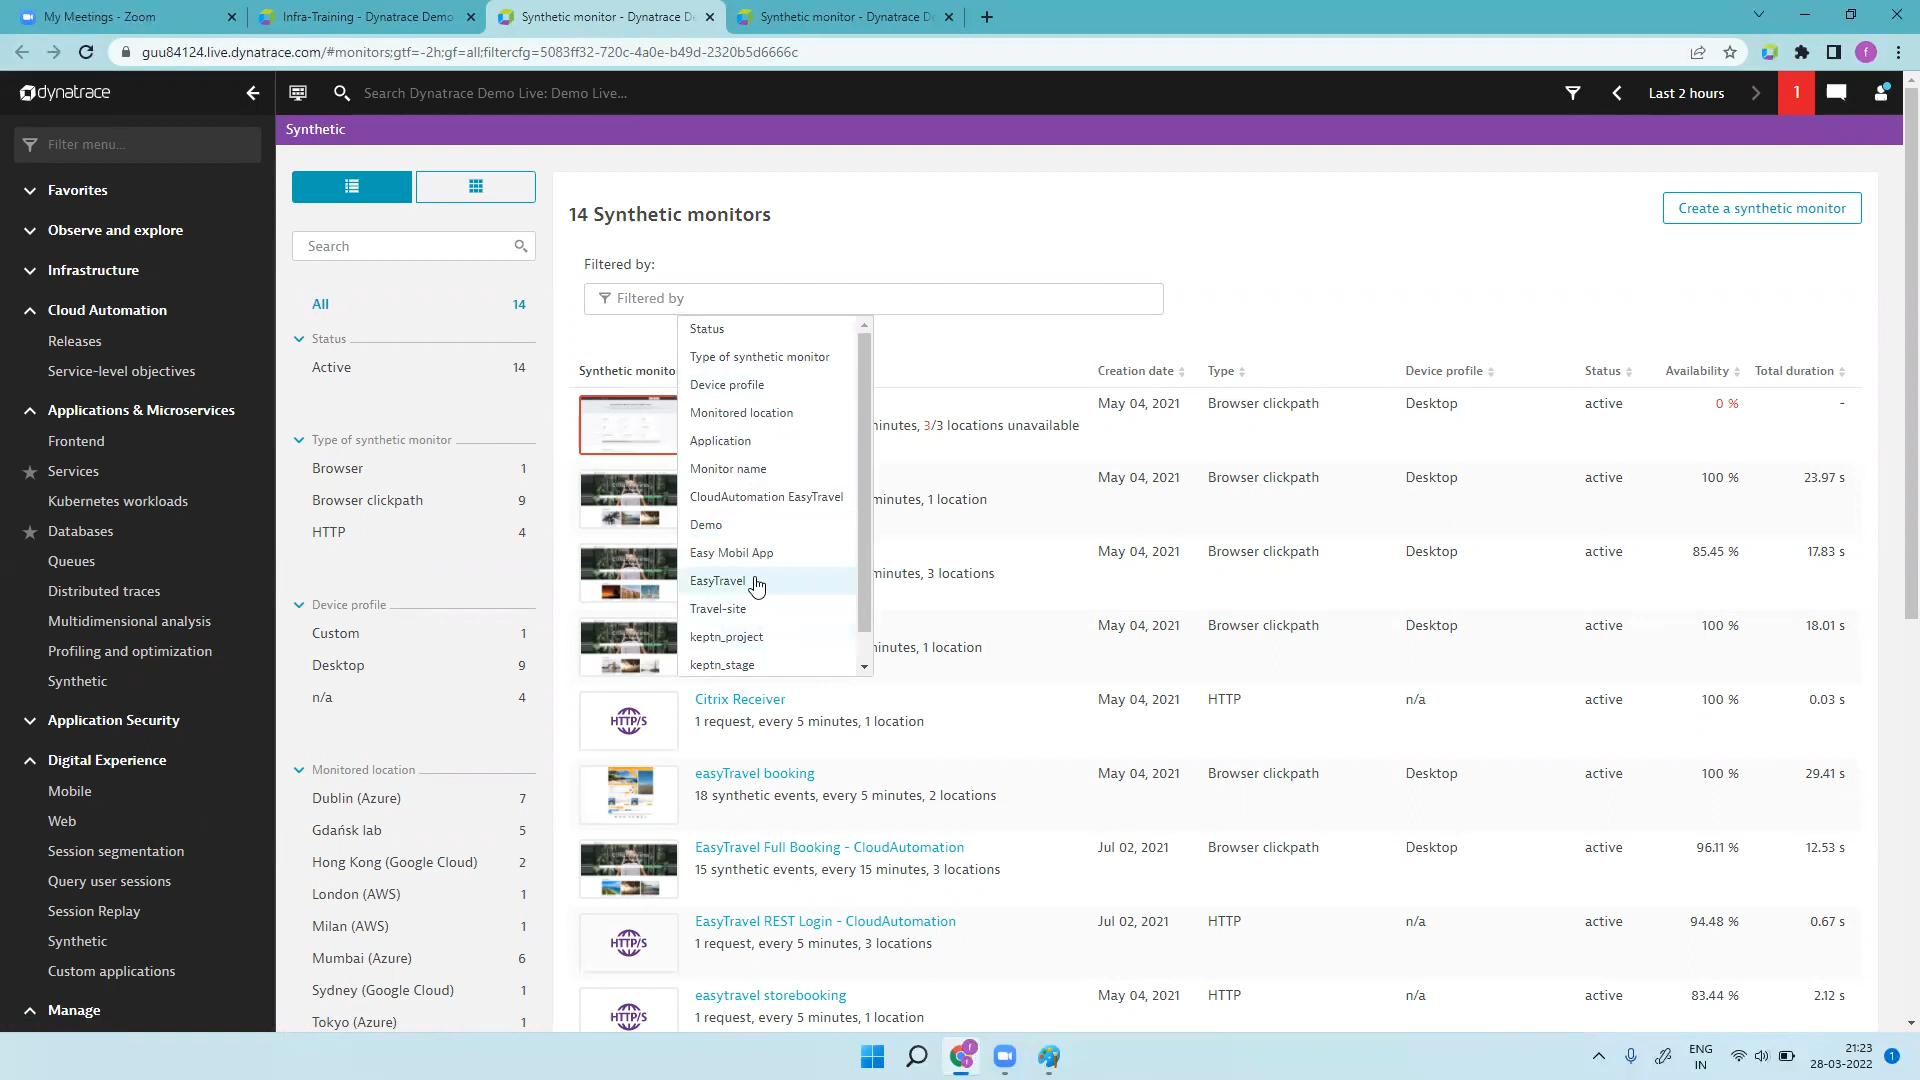 My Meetings - Zoom
Infra-Training - Dynatrace Demo
Synthetic monitor - Dynatrace De
Synthetic monitor - Dynatrace De
guu84124.live.dynatrace.com/#monitors;gtf=-2h;gf=all;filtercfg=5083ff32-720c-4a0e-b49d-2320b5d6666c
f
dynatrace
Search Dynatrace Demo Live: Demo Live...
Last 2 hours
1
Filter menu...
Favorites
Observe and explore
Infrastructure
Cloud Automation
Releases
Service-level objectives
Applications & Microservices
Frontend
Services
Kubernetes workloads
Databases
Queues
Distributed traces
Multidimensional analysis
Profiling and optimization
Synthetic
Application Security
Digital Experience
Mobile
Web
Session segmentation
Query user sessions
Session Replay
Synthetic
Custom applications
Manage
Synthetic
Search
All 14
Status
Active 14
Type of synthetic monitor
Browser 1
Browser clickpath 9
HTTP 4
Device profile
Custom 1
Desktop 9
n/a 4
Monitored location
Dublin (Azure) 7
Gdańsk lab 5
Hong Kong (Google Cloud) 2
London (AWS) 1
Milan (AWS) 1
Mumbai (Azure) 6
Sydney (Google Cloud) 1
Tokyo (Azure) 1
14 Synthetic monitors
Create a synthetic monitor
Filtered by:
Filtered by
Status
Type of synthetic monitor
Device profile
Monitored location
Application
Monitor name
CloudAutomation EasyTravel
Demo
Easy Mobil App
EasyTravel
Travel-site
keptn_project
keptn_stage
Synthetic monito Creation date Type Device profile Status Availability Total duration
May 04, 2021 Browser clickpath Desktop active 0 % -
inutes, 3/3 locations unavailable
May 04, 2021 Browser clickpath Desktop active 100 % 23.97 s
minutes, 1 location
May 04, 2021 Browser clickpath Desktop active 85.45 % 17.83 s
minutes, 3 locations
May 04, 2021 Browser clickpath Desktop active 100 % 18.01 s
inutes, 1 location
HTTP/S
Citrix Receiver May 04, 2021 HTTP n/a active 100 % 0.03 s
1 request, every 5 minutes, 1 location
easyTravel booking May 04, 2021 Browser clickpath Desktop active 100 % 29.41 s
18 synthetic events, every 5 minutes, 2 locations
EasyTravel Full Booking - CloudAutomation Jul 02, 2021 Browser clickpath Desktop active 96.11 % 12.53 s
15 synthetic events, every 15 minutes, 3 locations
HTTP/S
EasyTravel REST Login - CloudAutomation Jul 02, 2021 HTTP n/a active 94.48 % 0.67 s
1 request, every 5 minutes, 3 locations
HTTP/S
easytravel storebooking May 04, 2021 HTTP n/a active 83.44 % 2.12 s
1 request, every 5 minutes, 1 location
ENG
IN
21:23
28-03-2022
1